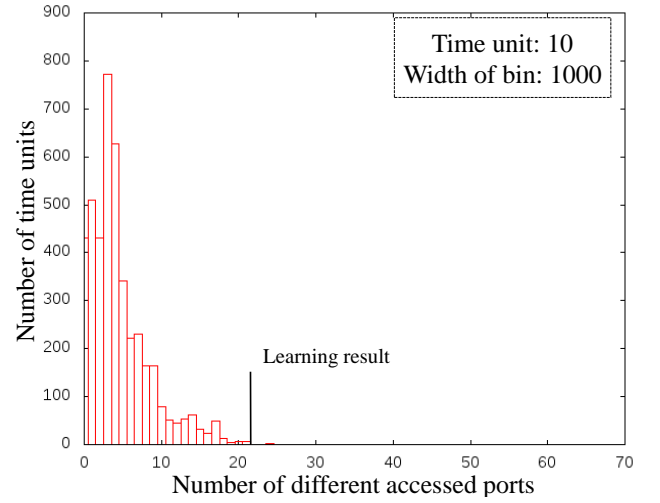 900
800
700
600
500
400
300
200
100
0
Number of time units
Time unit: 10
Width of bin: 1000
Learning result
0 10 20 30 40 50 60 70
Number of different accessed ports